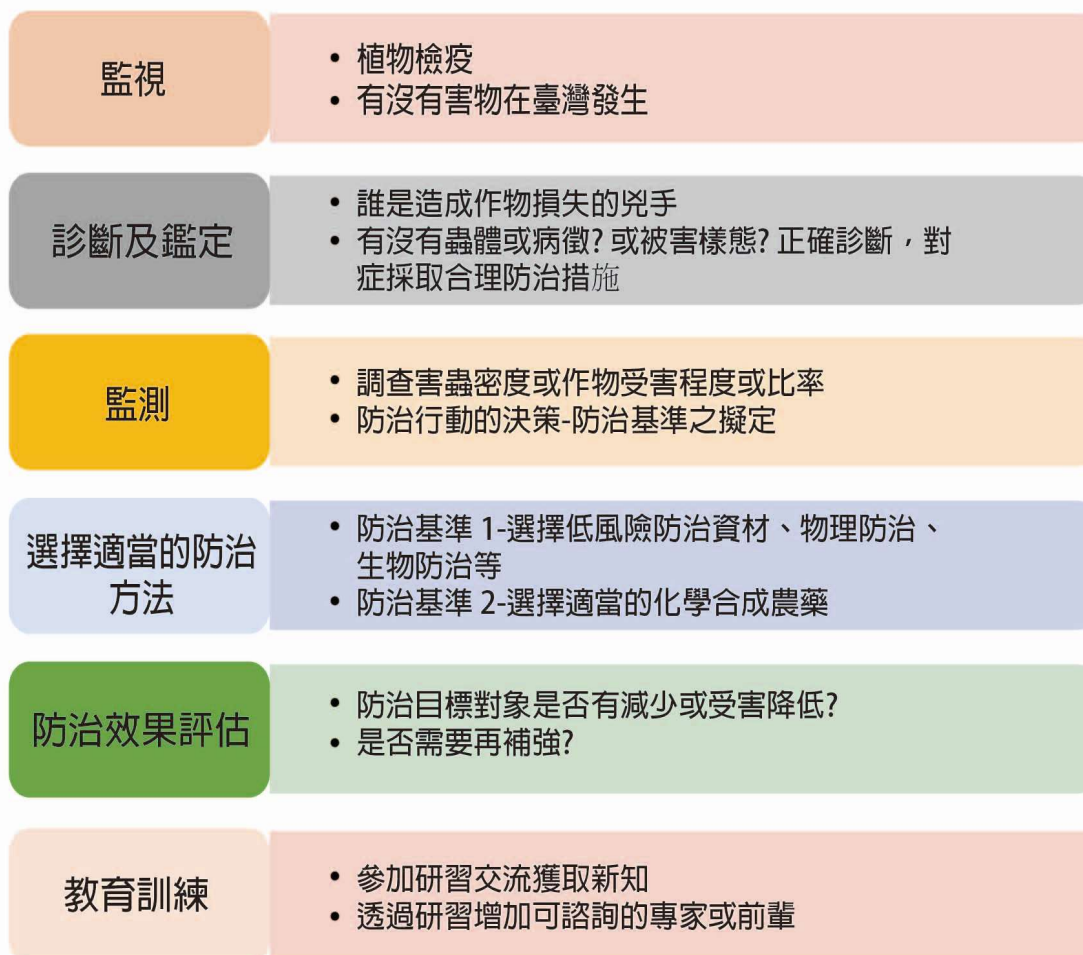 監視
• 植物檢疫
• 有沒有害物在臺灣發生
診斷及鑑定
• 誰是造成作物損失的兇手
• 有沒有蟲體或病徵? 或被害樣態? 正確診斷，對
症採取合理防治措施
監測
• 調查害蟲密度或作物受害程度或比率
• 防治行動的決策-防治基準之擬定
選擇適當的防治
方法
• 防治基準 1-選擇低風險防治資材、物理防治、
生物防治等
• 防治基準 2-選擇適當的化學合成農藥
防治效果評估
• 防治目標對象是否有減少或受害降低?
• 是否需要再補強?
教育訓練
• 參加研習交流獲取新知
• 透過研習增加可諮詢的專家或前輩